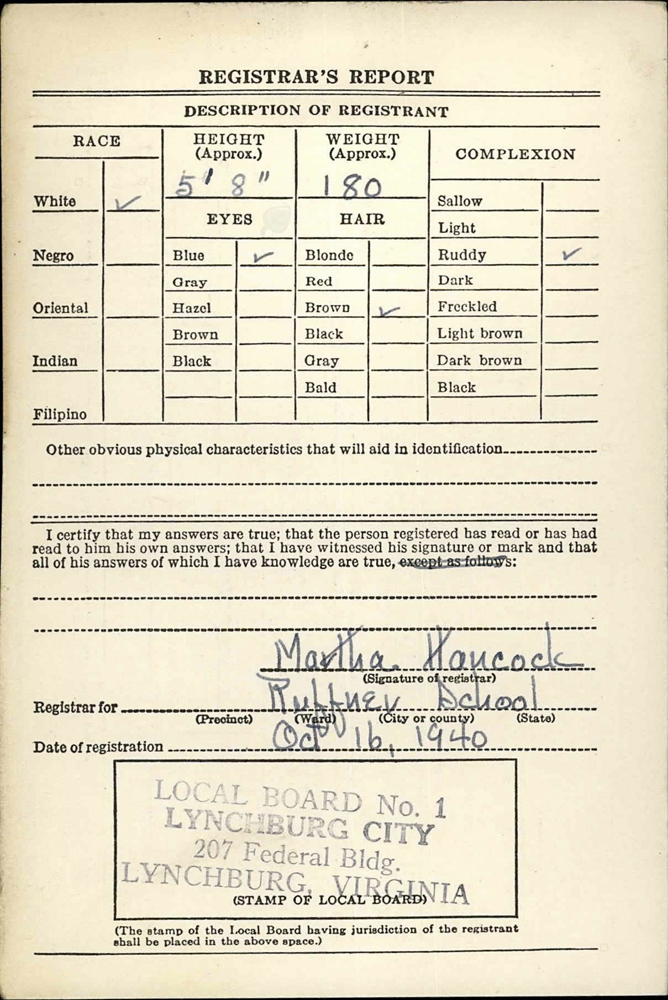 REGISTRAR'S REPORT
DESCRIPTION OF REGISTRANT
RACE
HEIGHT
(Approx.)
WEIGHT
(Approx.)
COMPLEXION
5' 8"
180
White ✓
Sallow
EYES
HAIR
Light
Negro
Blue ✓
Blonde
Ruddy ✓
Gray
Red
Dark
Oriental
Hazel
Brown ✓
Freckled
Brown
Black
Light brown
Indian
Black
Gray
Dark brown
Bald
Black
Filipino
Other obvious physical characteristics that will aid in identification
I certify that my answers are true; that the person registered has read or has had
read to him his own answers; that I have witnessed his signature or mark and that
all of his answers of which I have knowledge are true, except as follows:
Martha Hancock
(Signature of registrar)
Registrar for Ruffner School
(Precinct) (Ward) (City or county) (State)
Date of registration Oct 16, 1940
LOCAL BOARD No. 1
LYNCHBURG CITY
207 Federal Bldg.
LYNCHBURG, VIRGINIA
(STAMP OF LOCAL BOARD)
(The stamp of the Local Board having jurisdiction of the registrant
shall be placed in the above space.)